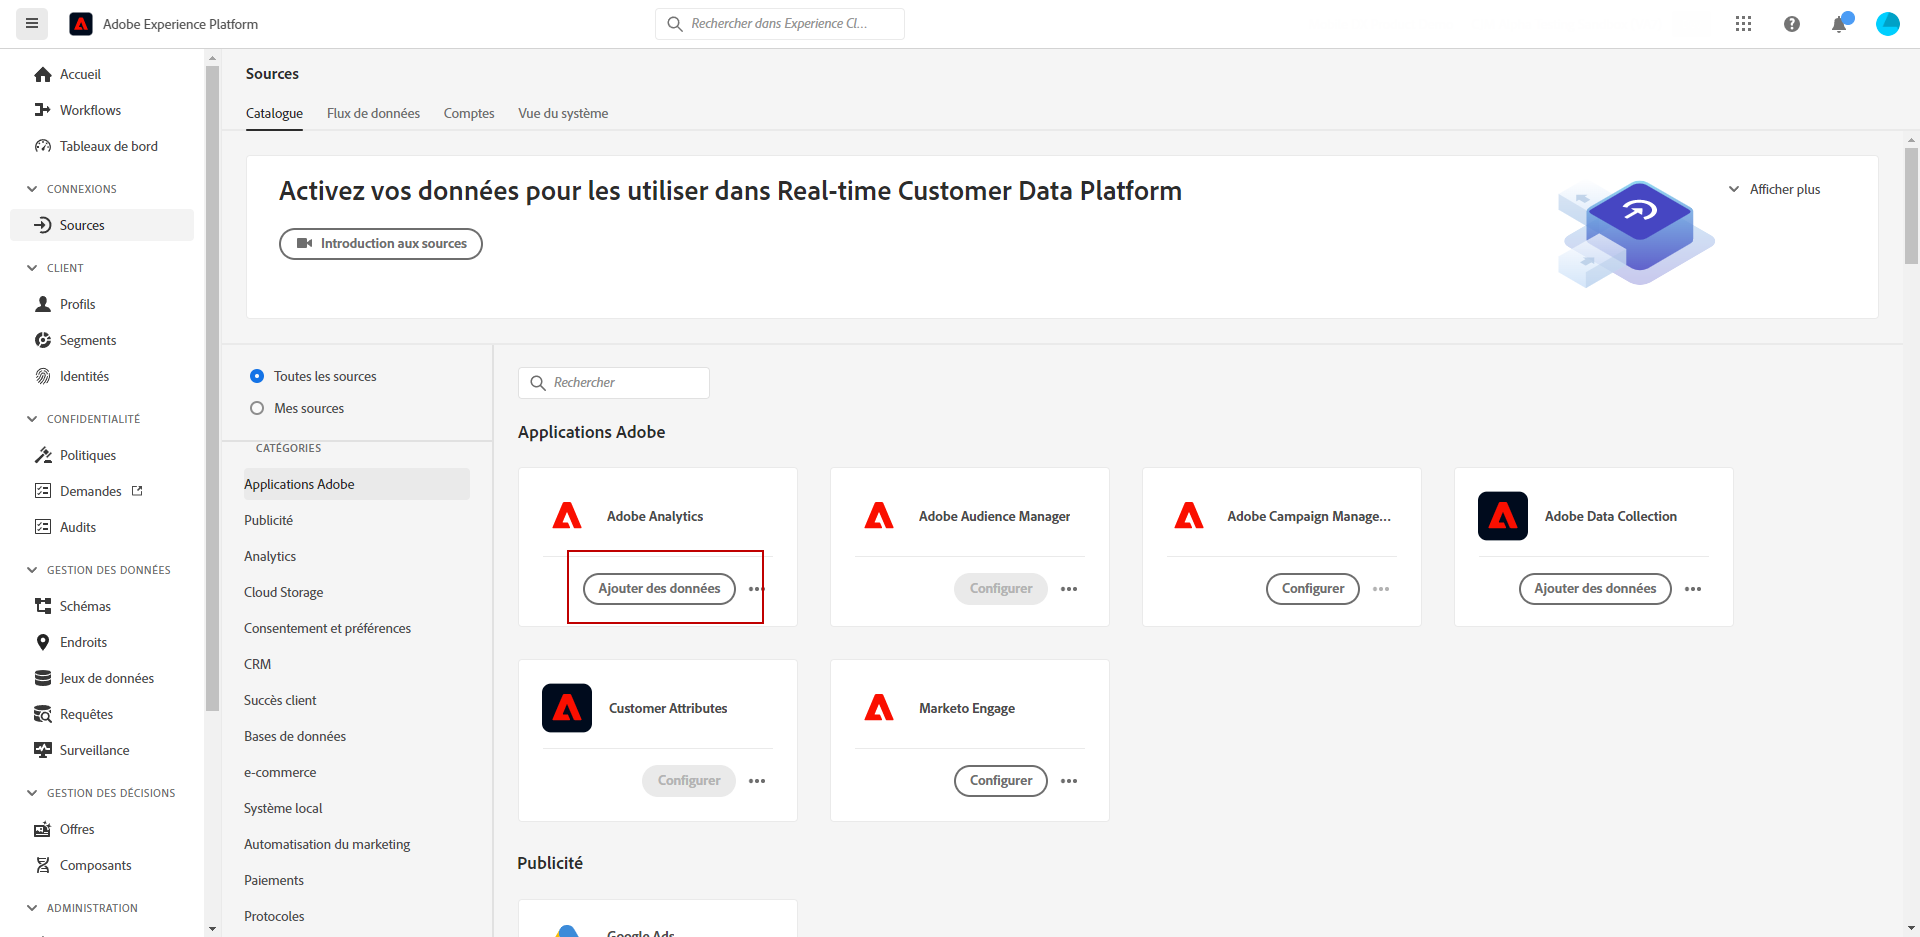 Adobe Experience Platform
Rechercher dans Experience Cl...
Accueil
Workflows
Tableaux de bord
CONNEXIONS
Sources
CLIENT
Profils
Segments
Identités
CONFIDENTIALITÉ
Politiques
Demandes
Audits
GESTION DES DONNÉES
Schémas
Endroits
Jeux de données
Requêtes
Surveillance
GESTION DES DÉCISIONS
Offres
Composants
ADMINISTRATION
Sources
Catalogue Flux de données Comptes Vue du système
Activez vos données pour les utiliser dans Real-time Customer Data Platform
Afficher plus
Introduction aux sources
Toutes les sources
Mes sources
CATÉGORIES
Applications Adobe
Publicité
Analytics
Cloud Storage
Consentement et préférences
CRM
Succès client
Bases de données
e-commerce
Système local
Automatisation du marketing
Paiements
Protocoles
Rechercher
Applications Adobe
Adobe Analytics
Ajouter des données
Adobe Audience Manager
Configurer
Adobe Campaign Manage...
Configurer
Adobe Data Collection
Ajouter des données
Customer Attributes
Configurer
Marketo Engage
Configurer
Publicité
Google Ads